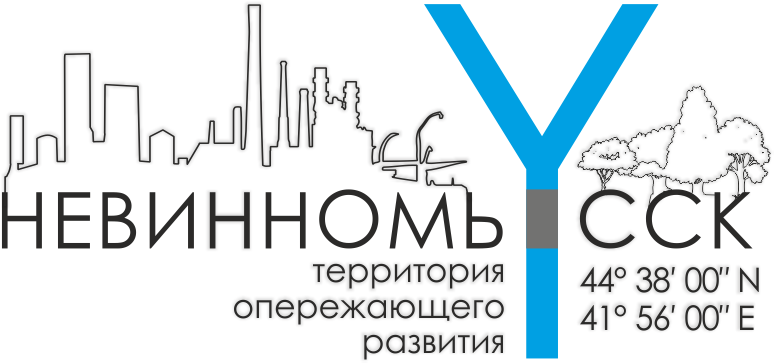 НЕВИННОМЫССК
территория
опережающего
развития
44° 38′ 00″ N
41° 56′ 00″ E